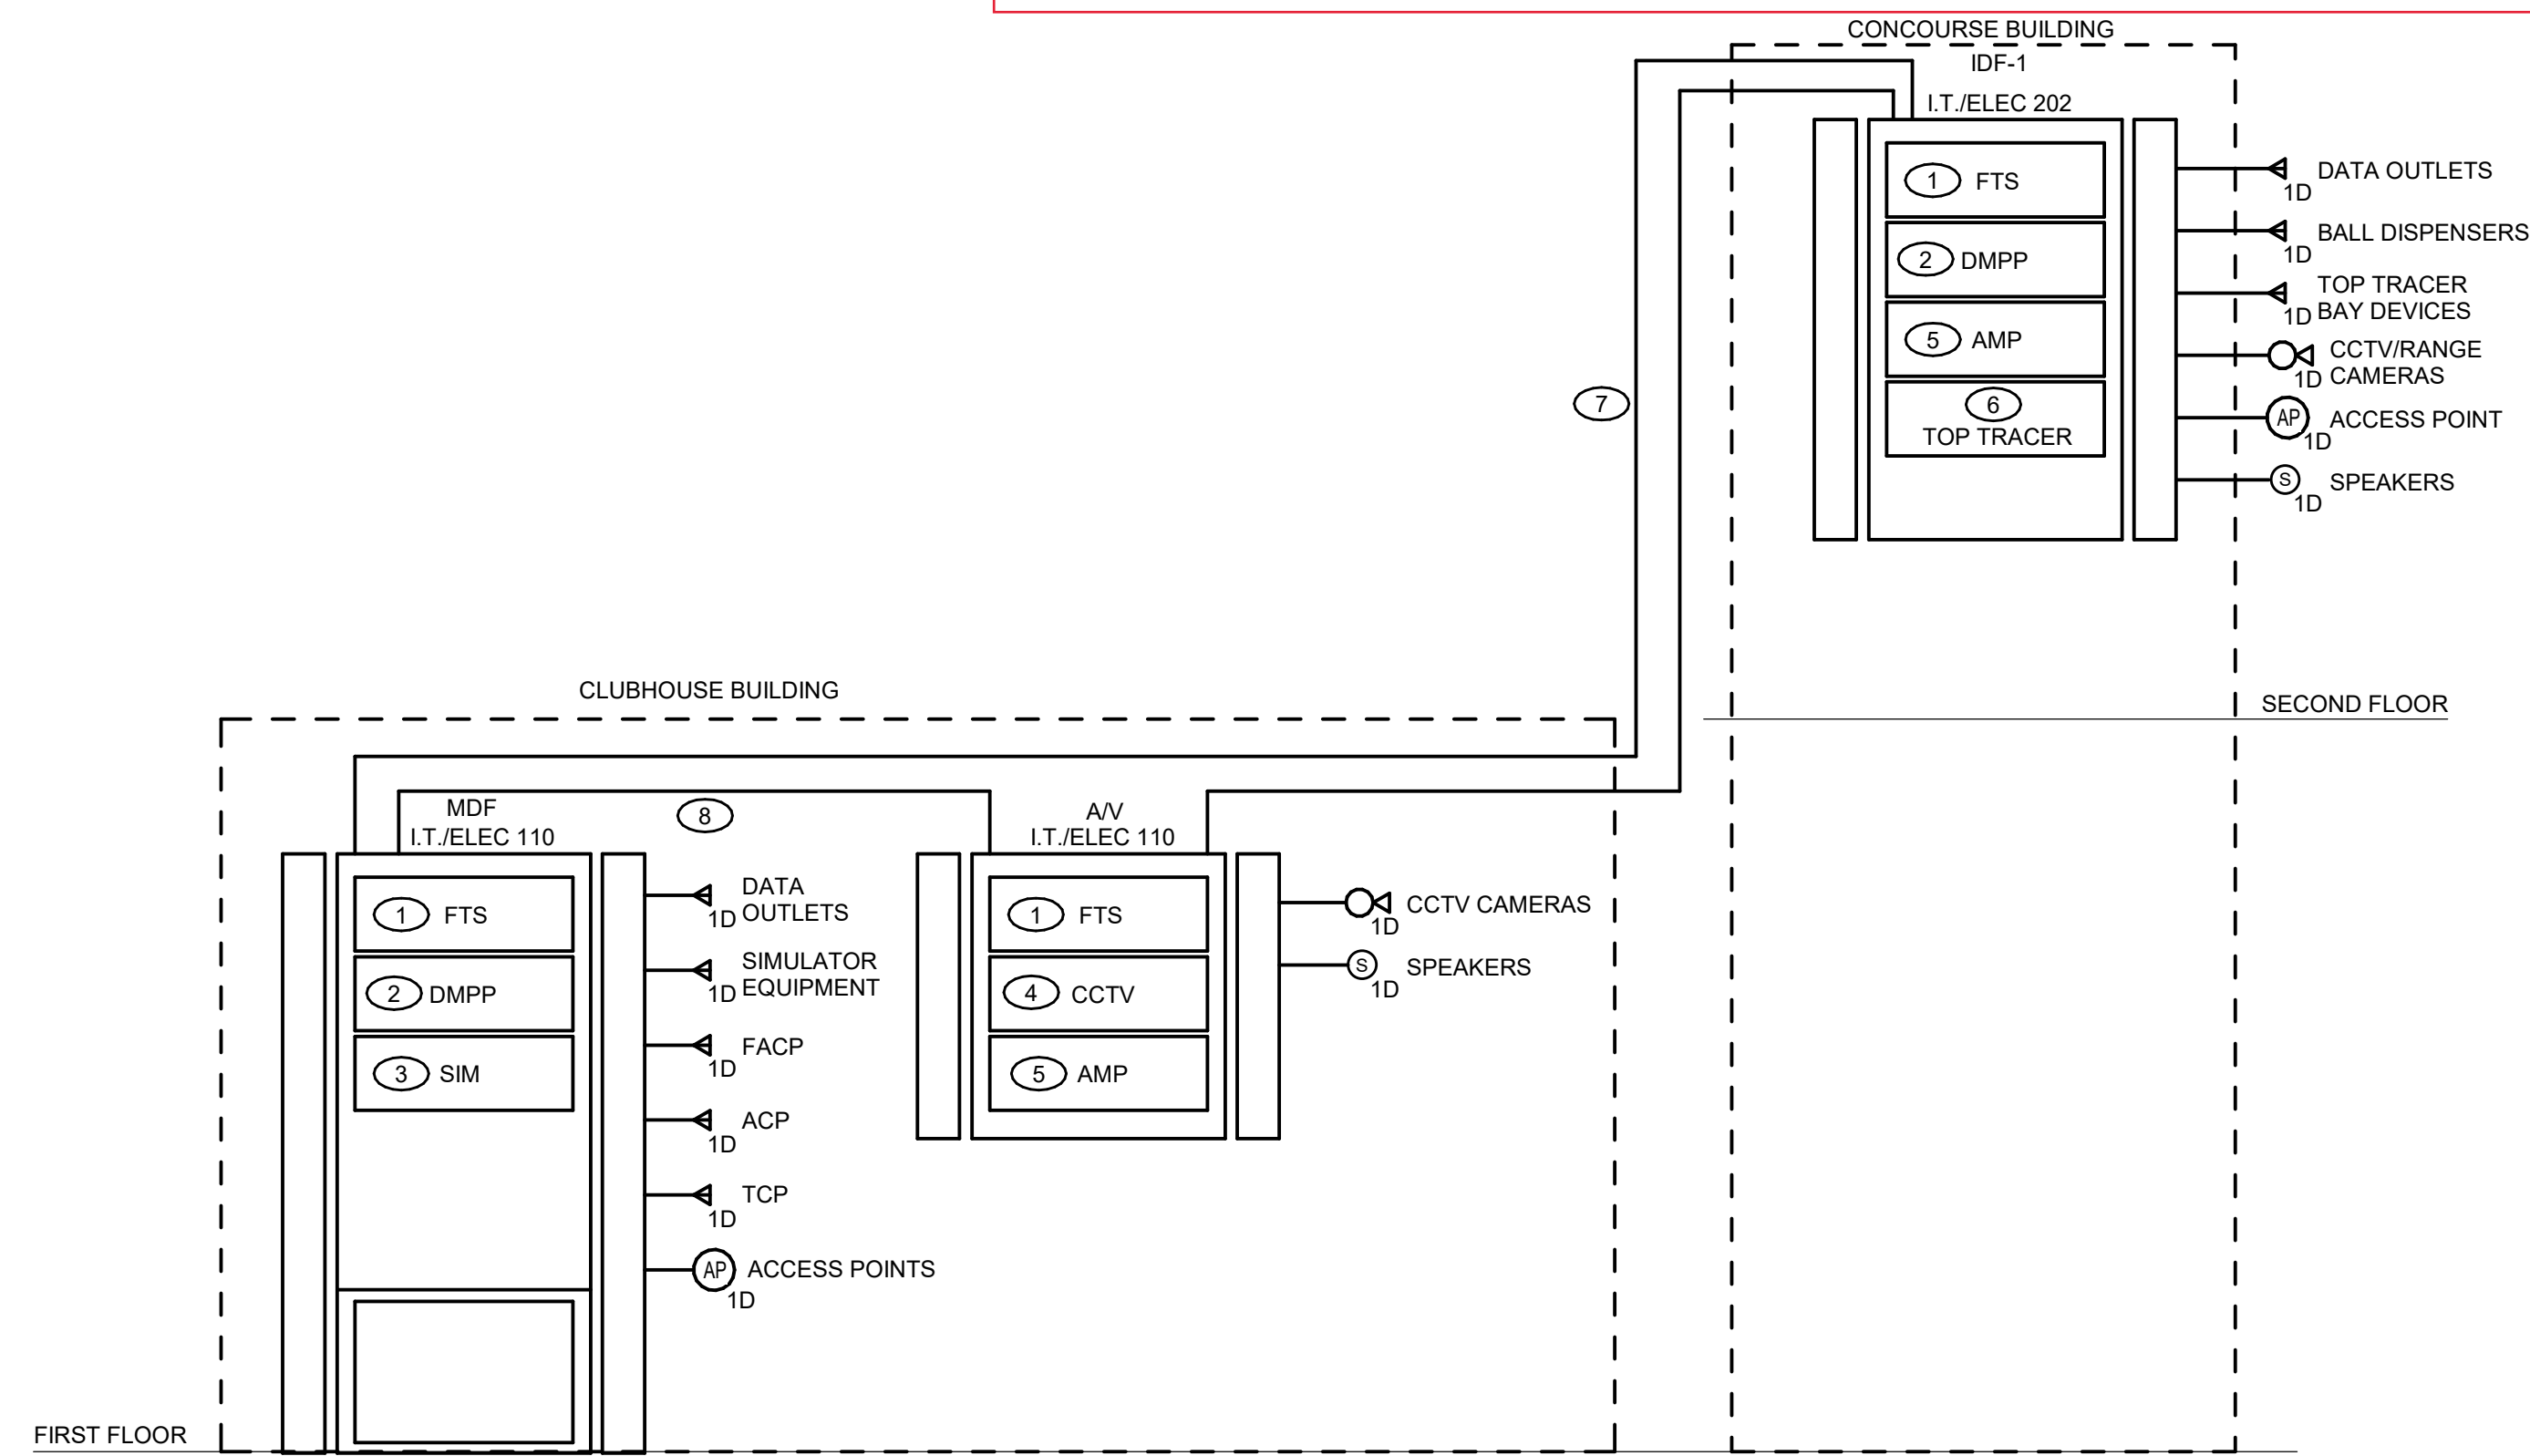 CONCOURSE BUILDING
IDF-1
I.T./ELEC 202
1 FTS
2 DMPP
5 AMP
6
TOP TRACER
DATA OUTLETS
1D
BALL DISPENSERS
1D
TOP TRACER
BAY DEVICES
1D
CCTV/RANGE
CAMERAS
1D
AP ACCESS POINT
1D
S SPEAKERS
1D
7
SECOND FLOOR
CLUBHOUSE BUILDING
MDF
I.T./ELEC 110
8
1 FTS
2 DMPP
3 SIM
DATA
OUTLETS
1D
SIMULATOR
EQUIPMENT
1D
FACP
1D
ACP
1D
TCP
1D
AP ACCESS POINTS
1D
A/V
I.T./ELEC 110
1 FTS
4 CCTV
5 AMP
CCTV CAMERAS
1D
S SPEAKERS
1D
FIRST FLOOR